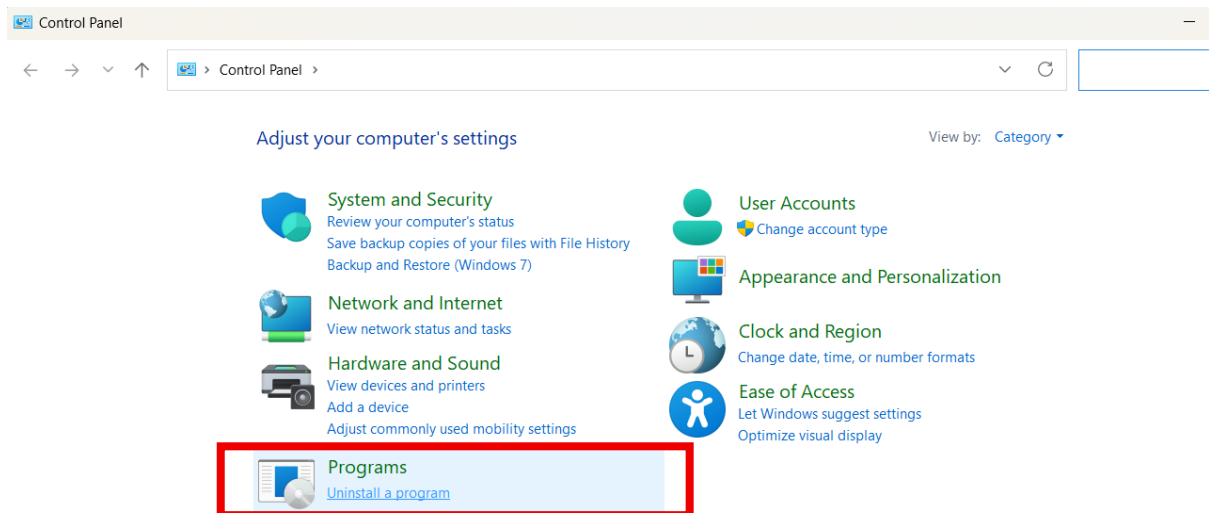 Control Panel
Control Panel
Adjust your computer's settings
View by: Category
System and Security
Review your computer's status
Save backup copies of your files with File History
Backup and Restore (Windows 7)
Network and Internet
View network status and tasks
Hardware and Sound
View devices and printers
Add a device
Adjust commonly used mobility settings
Programs
Uninstall a program
User Accounts
Change account type
Appearance and Personalization
Clock and Region
Change date, time, or number formats
Ease of Access
Let Windows suggest settings
Optimize visual display